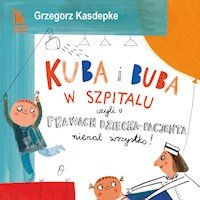 Grzegorz Kasdepke
KUBA i BUBA
W SZPITALU
czyli o
PRAWACH DZIECKA-PACJENTA
niemal wszystko!